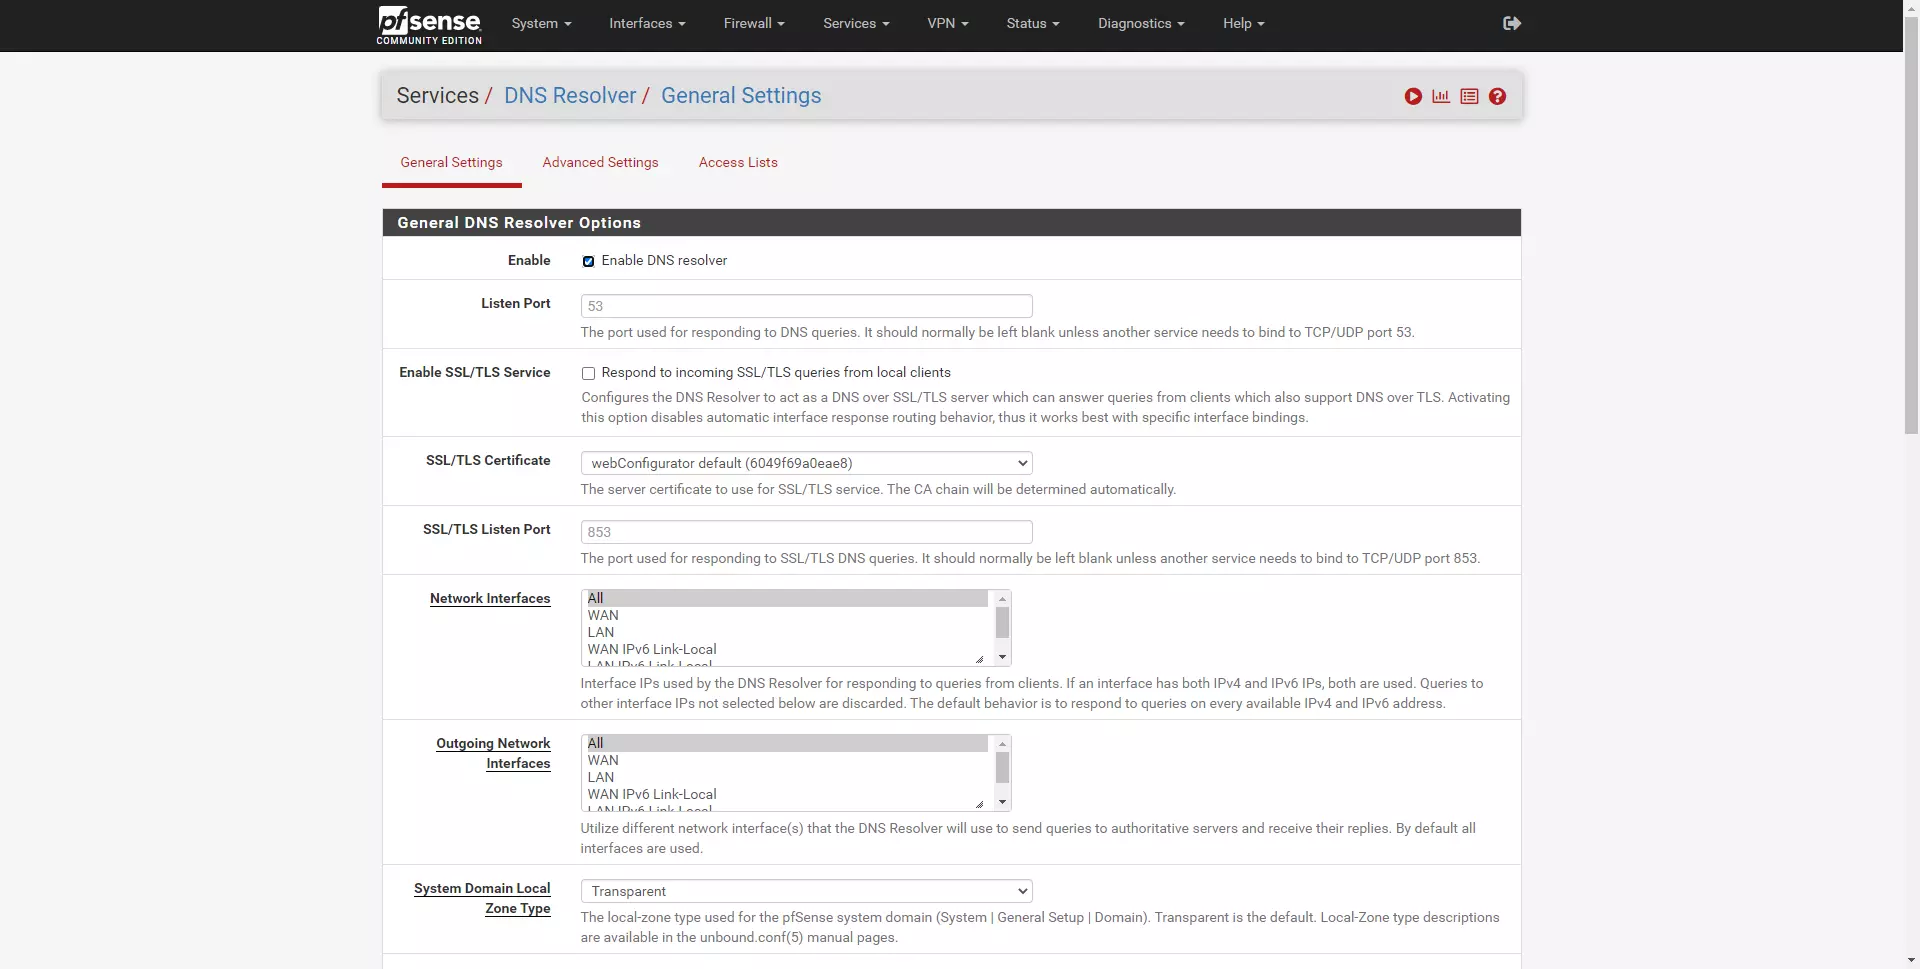 pfsense
COMMUNITY EDITION
System
Interfaces
Firewall
Services
VPN
Status
Diagnostics
Help
Services / DNS Resolver / General Settings
General Settings
Advanced Settings
Access Lists
General DNS Resolver Options
Enable
Enable DNS resolver
Listen Port
53
The port used for responding to DNS queries. It should normally be left blank unless another service needs to bind to TCP/UDP port 53.
Enable SSL/TLS Service
Respond to incoming SSL/TLS queries from local clients
Configures the DNS Resolver to act as a DNS over SSL/TLS server which can answer queries from clients which also support DNS over TLS. Activating
this option disables automatic interface response routing behavior, thus it works best with specific interface bindings.
SSL/TLS Certificate
webConfigurator default (6049f69a0eae8)
The server certificate to use for SSL/TLS service. The CA chain will be determined automatically.
SSL/TLS Listen Port
853
The port used for responding to SSL/TLS DNS queries. It should normally be left blank unless another service needs to bind to TCP/UDP port 853.
Network Interfaces
All
WAN
LAN
WAN IPv6 Link-Local
LAN IPv6 Link-Local
Interface IPs used by the DNS Resolver for responding to queries from clients. If an interface has both IPv4 and IPv6 IPs, both are used. Queries to
other interface IPs not selected below are discarded. The default behavior is to respond to queries on every available IPv4 and IPv6 address.
Outgoing Network
Interfaces
All
WAN
LAN
WAN IPv6 Link-Local
LAN IPv6 Link-Local
Utilize different network interface(s) that the DNS Resolver will use to send queries to authoritative servers and receive their replies. By default all
interfaces are used.
System Domain Local
Zone Type
Transparent
The local-zone type used for the pfSense system domain (System | General Setup | Domain). Transparent is the default. Local-Zone type descriptions
are available in the unbound.conf(5) manual pages.